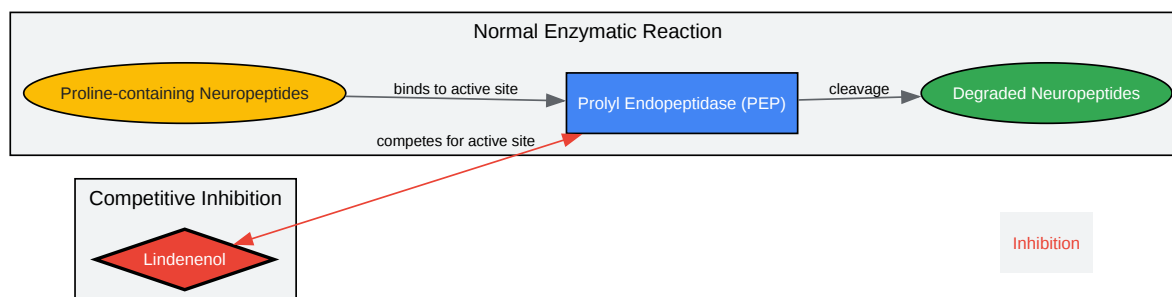 Normal Enzymatic Reaction
Proline-containing Neuropeptides
binds to active site
Prolyl Endopeptidase (PEP)
cleavage
Degraded Neuropeptides
competes for active site
Competitive Inhibition
Lindenenol
Inhibition